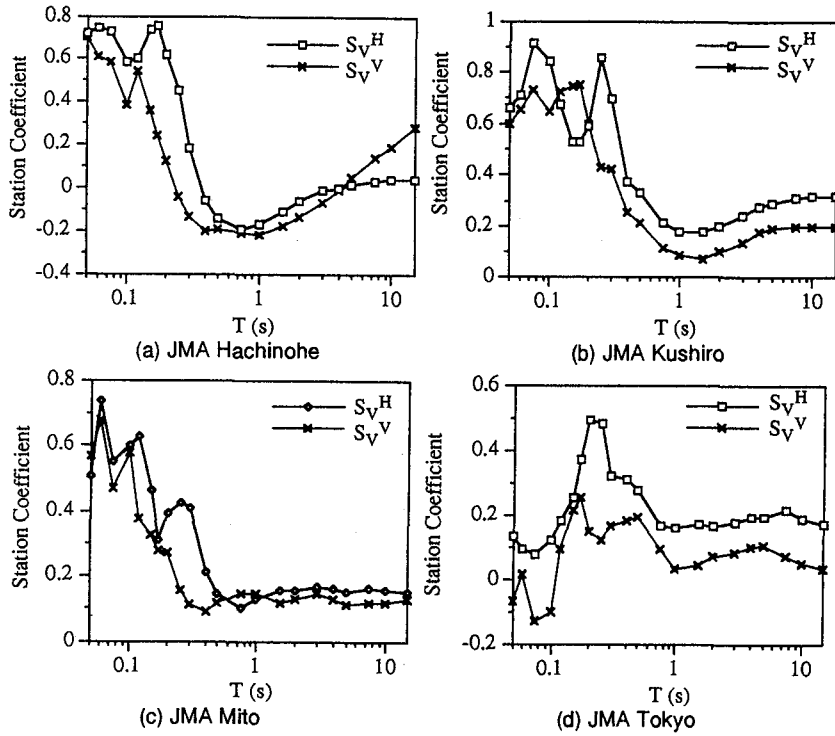 0.8
0.6
0.4
0.2
0
-0.2
-0.4
Station Coefficient
S_V^H
S_V^V
0.1
1
10
T (s)
(a) JMA Hachinohe
1
0.8
0.6
0.4
0.2
0
Station Coefficient
S_V^H
S_V^V
0.1
1
10
T (s)
(b) JMA Kushiro
0.8
0.6
0.4
0.2
0
Station Coefficient
S_V^H
S_V^V
0.1
1
10
T (s)
(c) JMA Mito
0.6
0.4
0.2
0
-0.2
Station Coefficient
S_V^H
S_V^V
0.1
1
10
T (s)
(d) JMA Tokyo